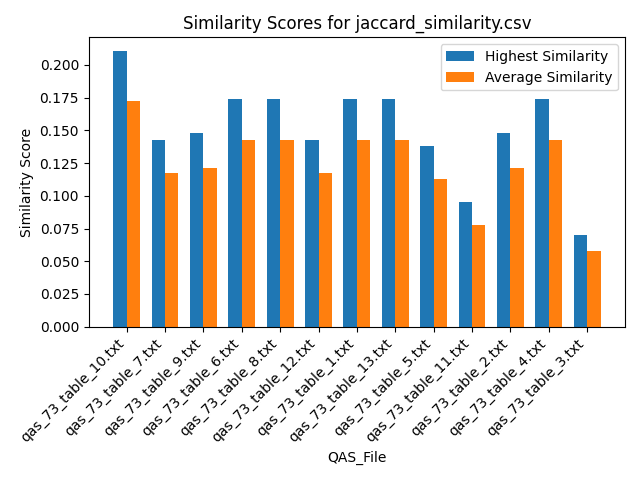 Similarity Scores for jaccard_similarity.csv
Highest Similarity
Average Similarity
Similarity Score
0.200
0.175
0.150
0.125
0.100
0.075
0.050
0.025
0.000
qas_73_table_10.txt
qas_73_table_7.txt
qas_73_table_9.txt
qas_73_table_6.txt
qas_73_table_8.txt
qas_73_table_12.txt
qas_73_table_1.txt
qas_73_table_13.txt
qas_73_table_5.txt
qas_73_table_11.txt
qas_73_table_2.txt
qas_73_table_4.txt
qas_73_table_3.txt
QAS_File